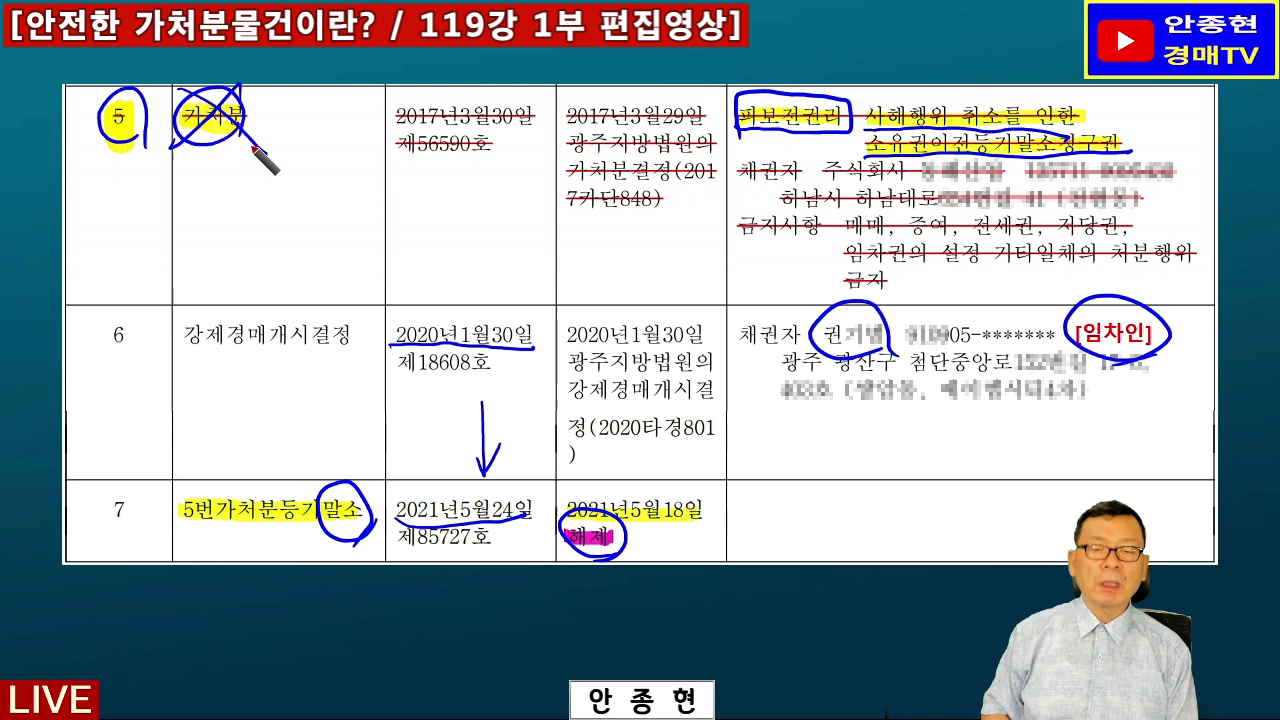 [안전한 가처분물건이란? / 119강 1부 편집영상]
안종현
경매TV
5 가처분 2017년3월30일 2017년3월29일 피보전권리 사해행위 취소를 인한
제56590호 광주지방법원의 소유권이전등기말소청구권
가처분결정(201 채권자 주식회사
7카단848) 하남시 하남대로
금지사항 매매, 증여, 전세권, 저당권,
임차권의 설정 기타일체의 처분행위
금지
6 강제경매개시결정 2020년1월30일 2020년1월30일 채권자 권 05-******* [임차인]
제18608호 광주지방법원의 광주 광산구 첨단중앙로
강제경매개시결
정(2020타경801
)
7 5번가처분등기말소 2021년5월24일 2021년5월18일
제85727호 해제
LIVE
안 종 현